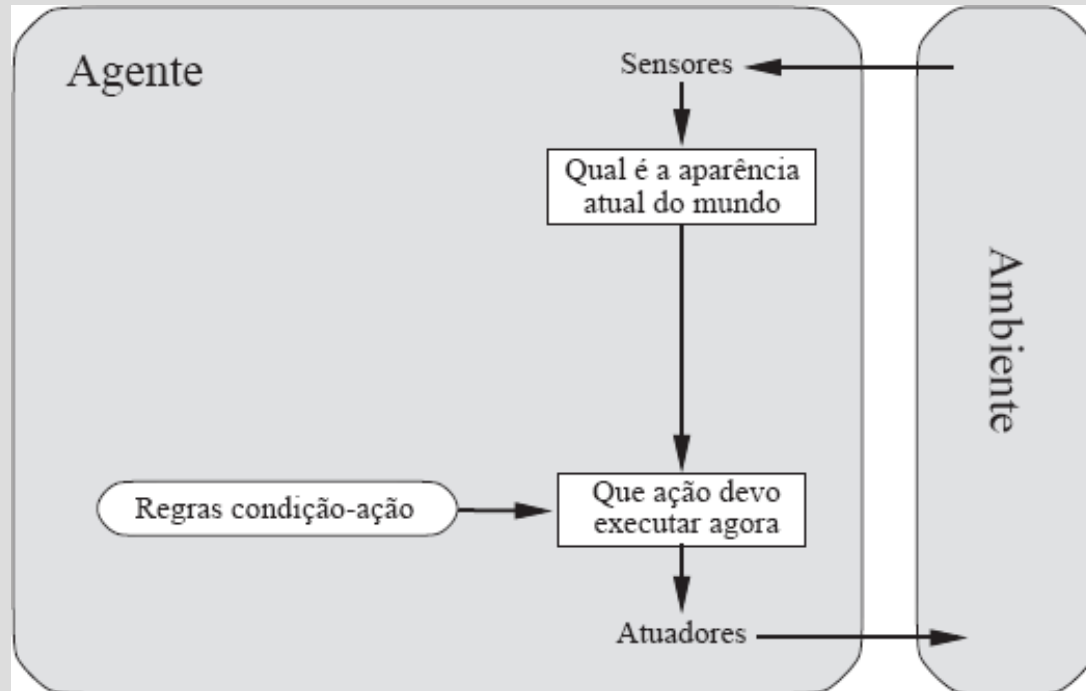 Agente
Sensores
Qual é a aparência
atual do mundo
Ambiente
Regras condição-ação
Que ação devo
executar agora
Atuadores